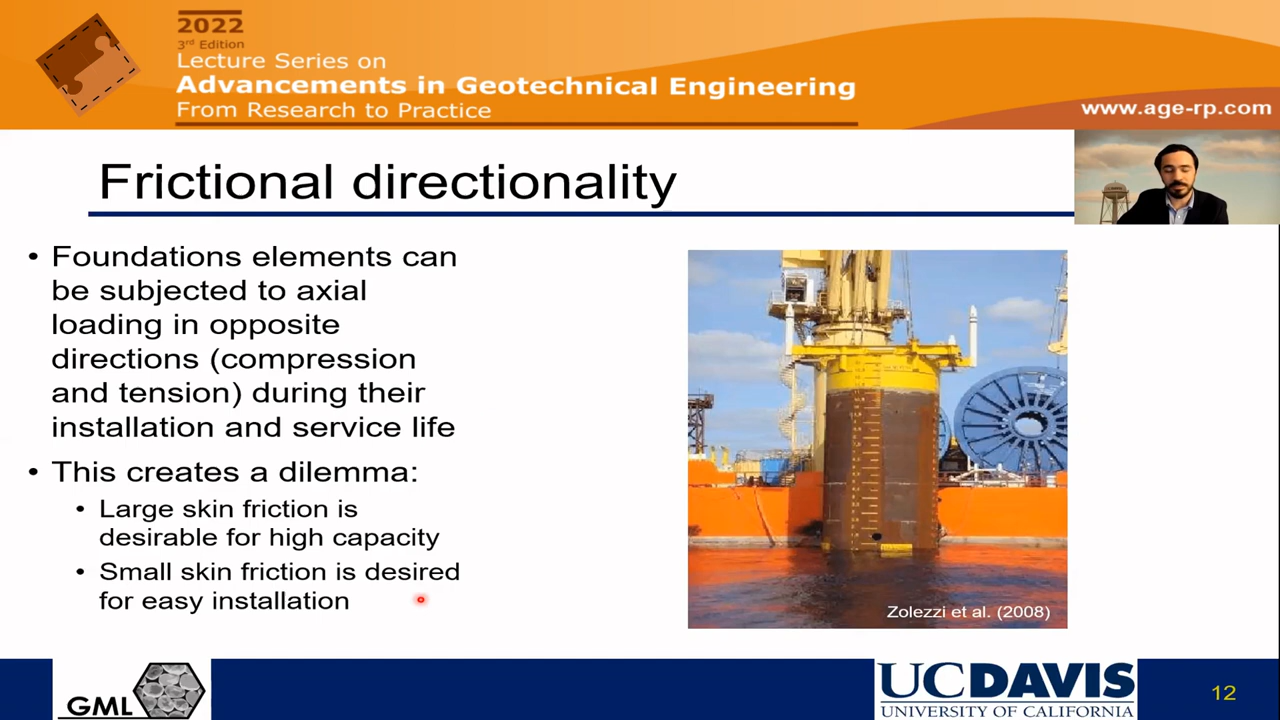 2022
3rd Edition
Lecture Series on
Advancements in Geotechnical Engineering
From Research to Practice
www.age-rp.com
Frictional directionality
• Foundations elements can
be subjected to axial
loading in opposite
directions (compression
and tension) during their
installation and service life
• This creates a dilemma:
• Large skin friction is
desirable for high capacity
• Small skin friction is desired
for easy installation
Zolezzi et al. (2008)
GML
UCDAVIS
UNIVERSITY OF CALIFORNIA
12